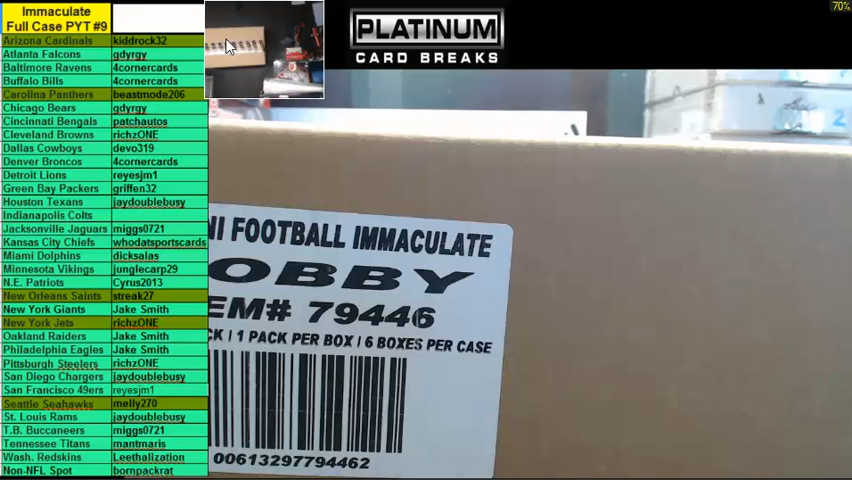 Immaculate
Full Case PYT #9
Arizona Cardinals kiddrock32
Atlanta Falcons gdyrgy
Baltimore Ravens 4cornercards
Buffalo Bills 4cornercards
Carolina Panthers beastmode206
Chicago Bears gdyrgy
Cincinnati Bengals patchautos
Cleveland Browns richzONE
Dallas Cowboys devo319
Denver Broncos 4cornercards
Detroit Lions reyesjm1
Green Bay Packers griffen32
Houston Texans jaydoublebusy
Indianapolis Colts
Jacksonville Jaguars miggs0721
Kansas City Chiefs whodatsportscards
Miami Dolphins dicksalas
Minnesota Vikings junglecarp29
N.E. Patriots Cyrus2013
New Orleans Saints streak27
New York Giants Jake Smith
New York Jets richzONE
Oakland Raiders Jake Smith
Philadelphia Eagles Jake Smith
Pittsburgh Steelers richzONE
San Diego Chargers jaydoublebusy
San Francisco 49ers reyesjm1
Seattle Seahawks melly270
St. Louis Rams jaydoublebusy
T.B. Buccaneers miggs0721
Tennessee Titans mantmaris
Wash. Redskins Leethalization
Non-NFL Spot bornpackrat
PLATINUM
CARD BREAKS
70%
NI FOOTBALL IMMACULATE
OBBY
EM# 79446
CK | 1 PACK PER BOX | 6 BOXES PER CASE
00613297794462